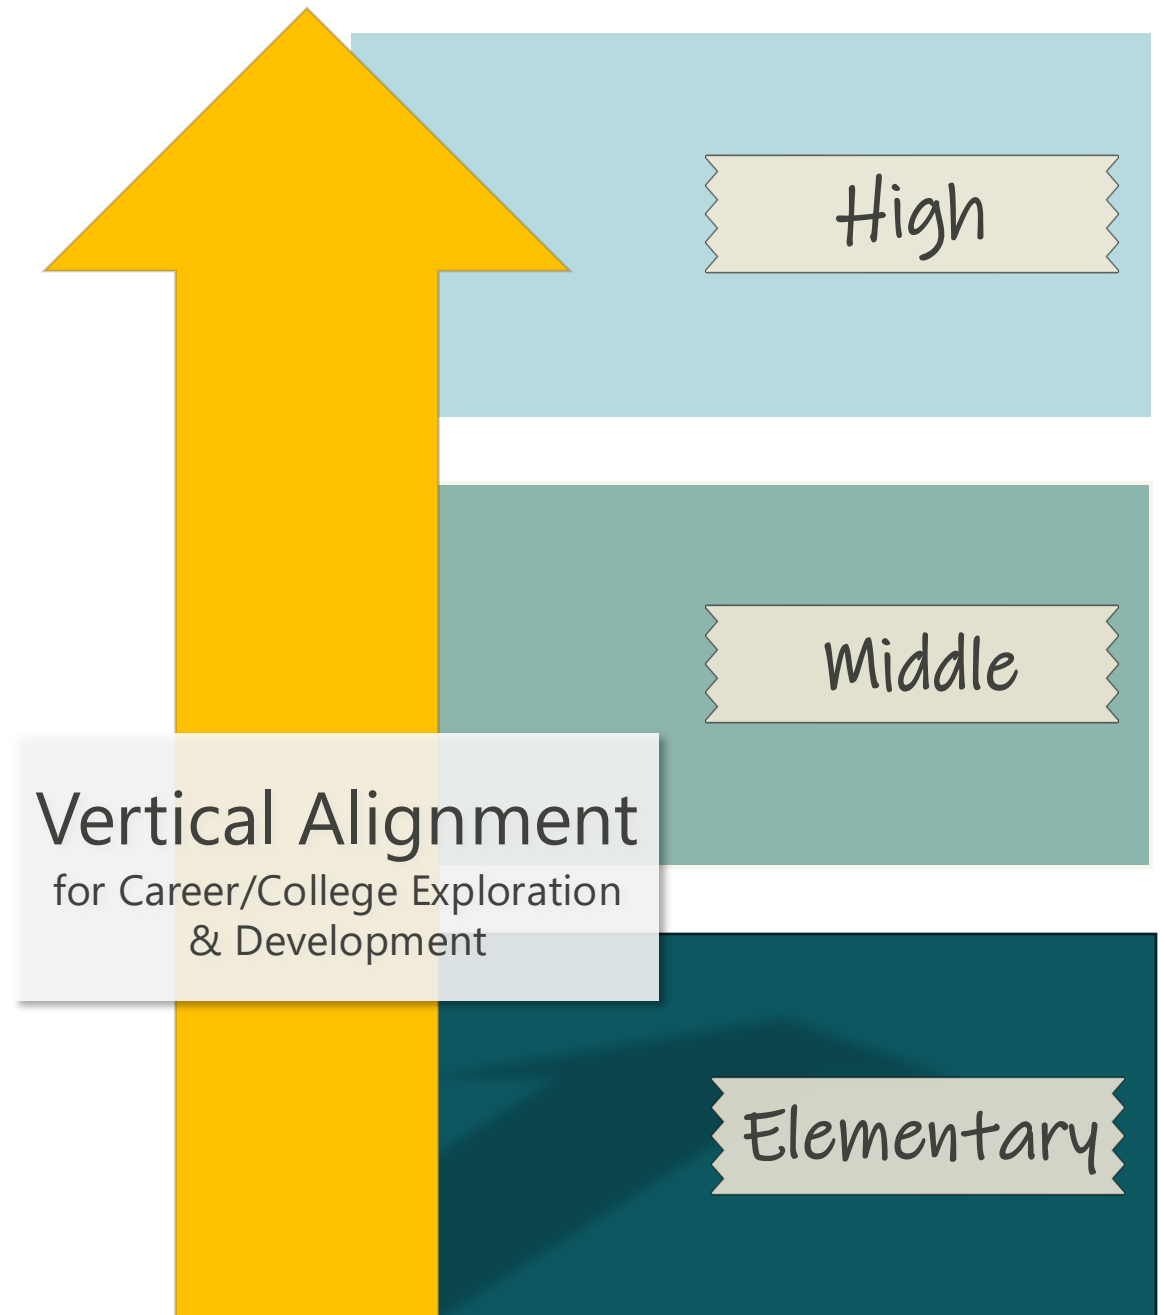 High
Middle
Vertical Alignment
for Career/College Exploration
& Development
Elementary